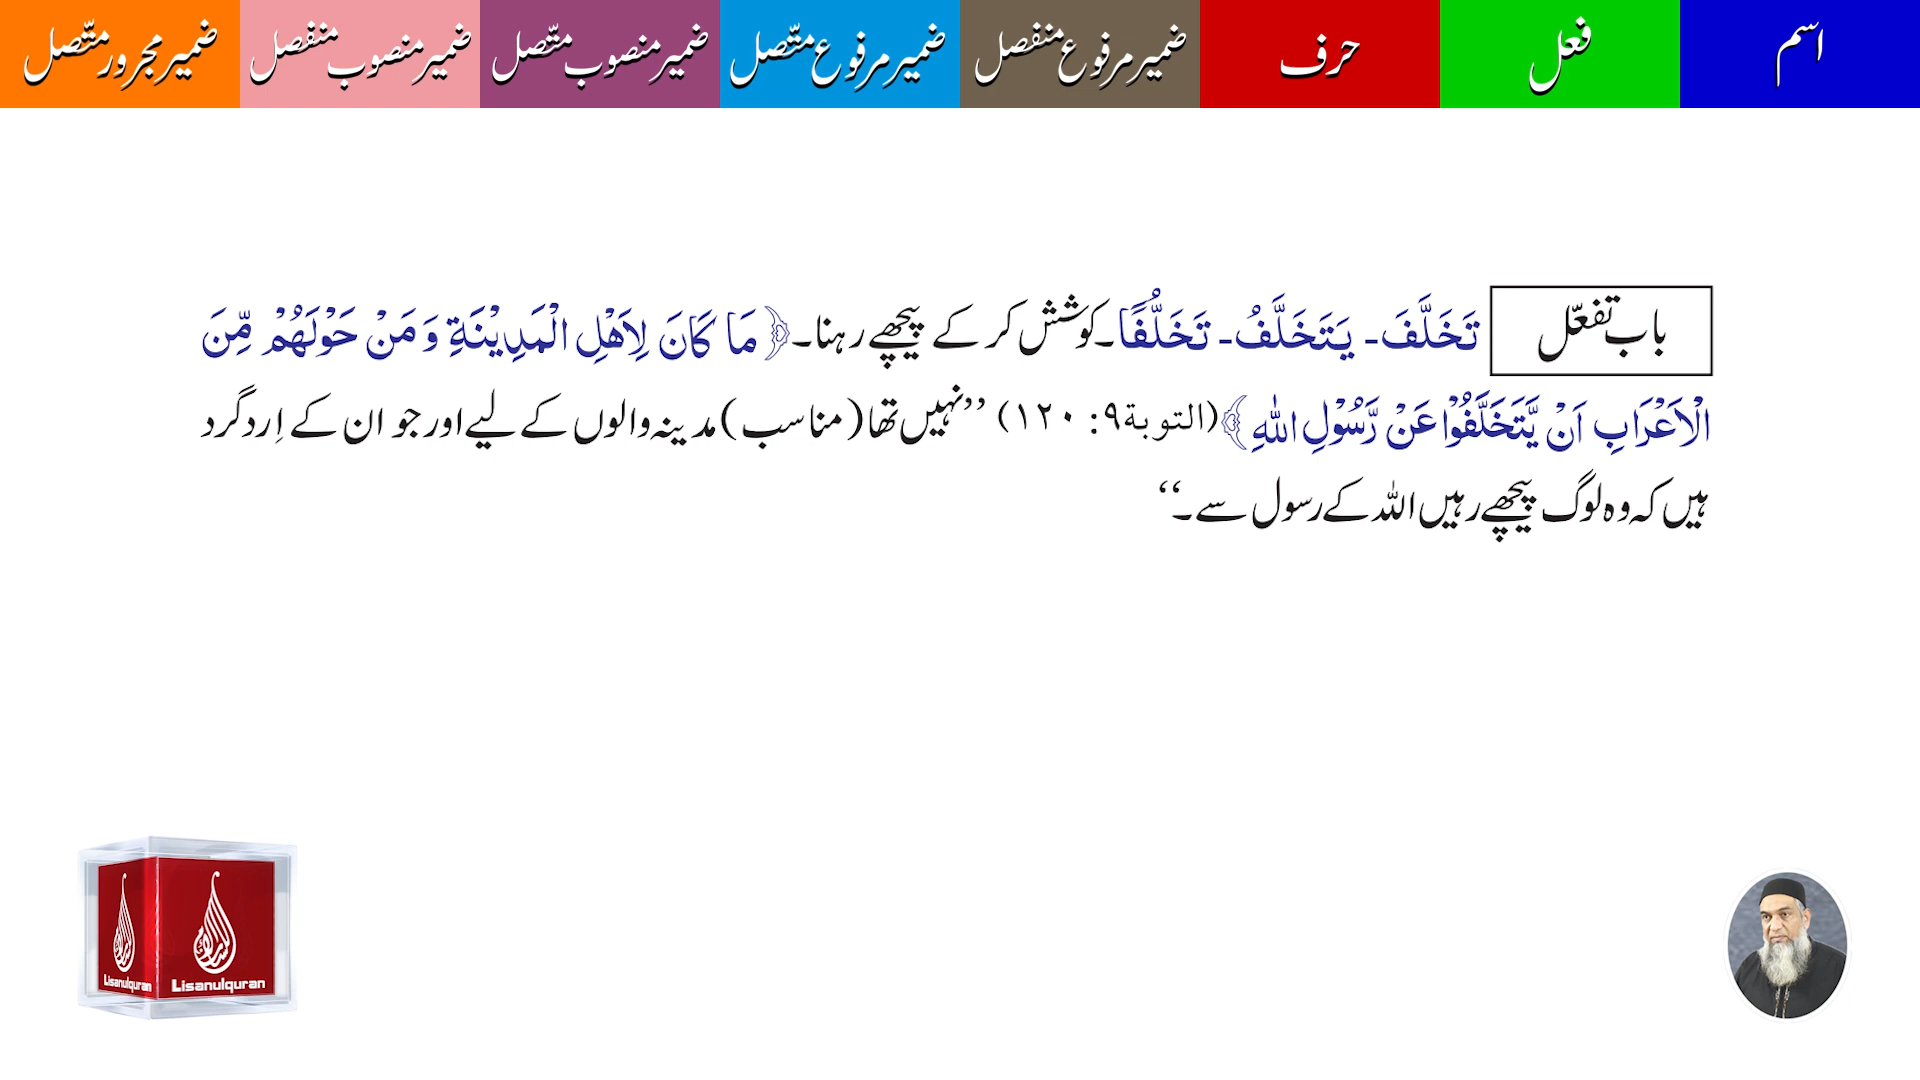 اسم
فعل
حرف
ضمیر مرفوع منفصل
ضمیر مرفوع متّصل
ضمیر منصوب متّصل
ضمیر منصوب منفصل
ضمیر مجرور متّصل
باب تفعّل تَخَلَّفَ۔ یَتَخَلَّفُ۔ تَخَلُّفًا۔ کوشش کر کے پیچھے رہنا۔ ﴿مَا كَانَ لِاَهْلِ الْمَدِیْنَةِ وَ مَنْ حَوْلَهُمْ مِّنَ
الْاَعْرَابِ اَنْ یَّتَخَلَّفُوْا عَنْ رَّسُوْلِ اللّٰهِ﴾ (التوبة۹: ۱۲۰) ’’نہیں تھا (مناسب) مدینہ والوں کے لیے اور جو ان کے اِردگرد
ہیں کہ وہ لوگ پیچھے رہیں اللہ کے رسول سے۔‘‘
Lisanulquran Lisanulquran